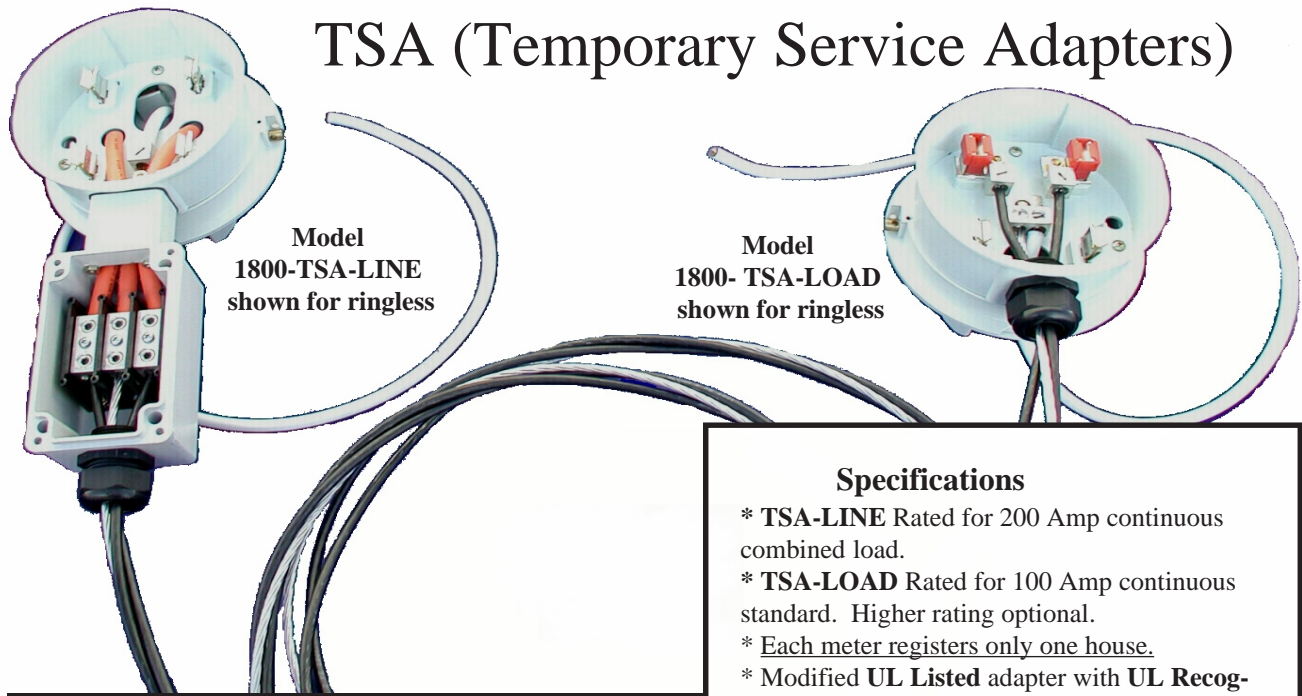 TSA (Temporary Service Adapters)
Model
1800-TSA-LINE
shown for ringless
Model
1800- TSA-LOAD
shown for ringless
Specifications
* TSA-LINE Rated for 200 Amp continuous
combined load.
* TSA-LOAD Rated for 100 Amp continuous
standard.  Higher rating optional.
* Each meter registers only one house.
* Modified UL Listed adapter with UL Recog-